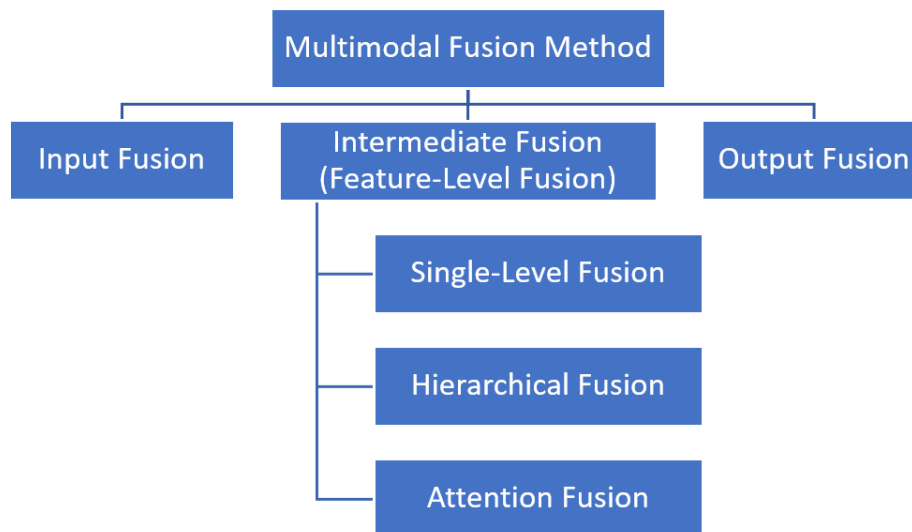 Multimodal Fusion Method
Input Fusion
Intermediate Fusion
(Feature-Level Fusion)
Output Fusion
Single-Level Fusion
Hierarchical Fusion
Attention Fusion